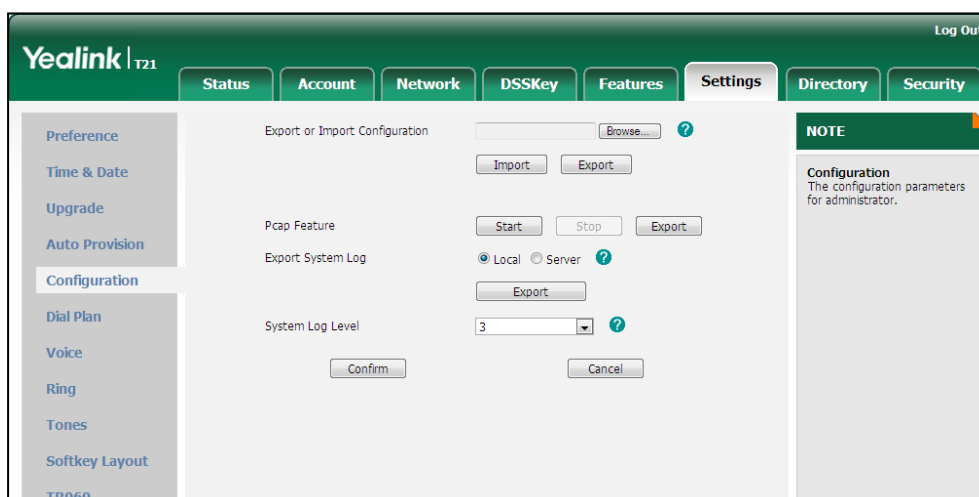 Log Ou
Yealink T21
Status Account Network DSSKey Features Settings Directory Security
Preference
Time & Date
Upgrade
Auto Provision
Configuration
Dial Plan
Voice
Ring
Tones
Softkey Layout
Export or Import Configuration Browse... ?
Import Export
Pcap Feature Start Stop Export
Export System Log Local Server ?
Export
System Log Level 3 ?
Confirm Cancel
NOTE
Configuration
The configuration parameters
for administrator.